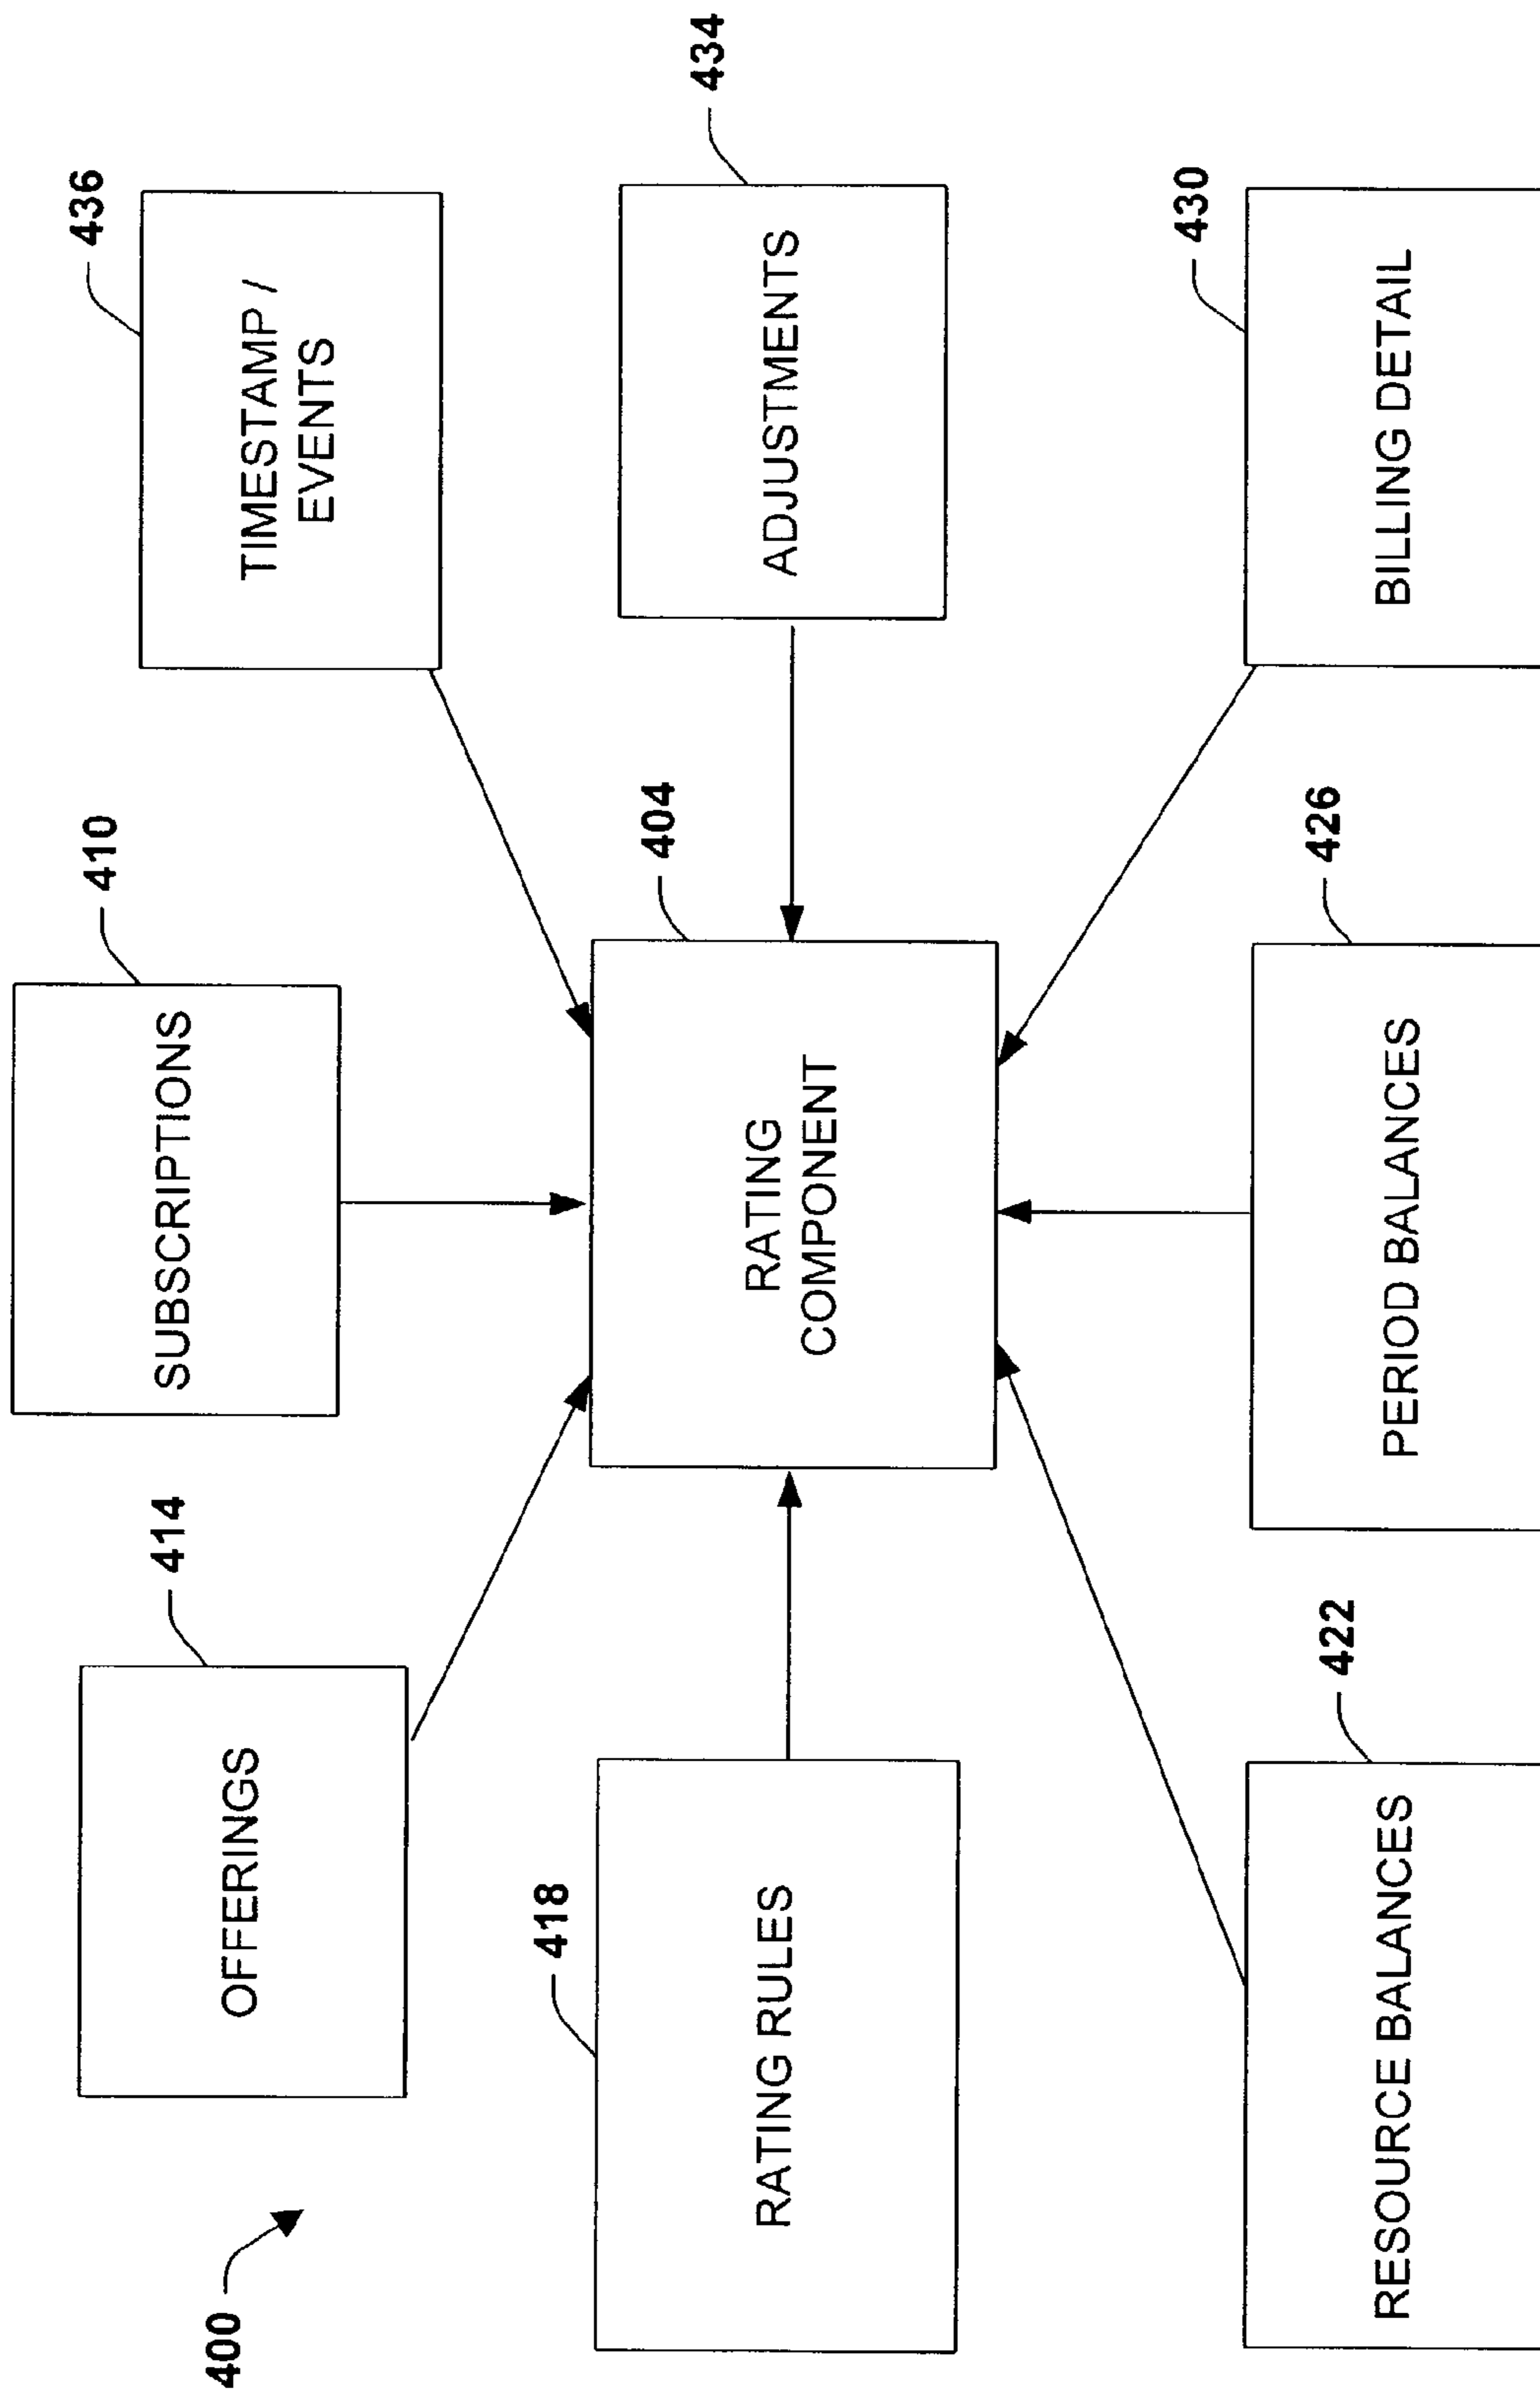 400
414
OFFERINGS
410
SUBSCRIPTIONS
436
TIMESTAMP /
EVENTS
418
RATING RULES
404
RATING
COMPONENT
434
ADJUSTMENTS
422
RESOURCE BALANCES
426
PERIOD BALANCES
430
BILLING DETAIL